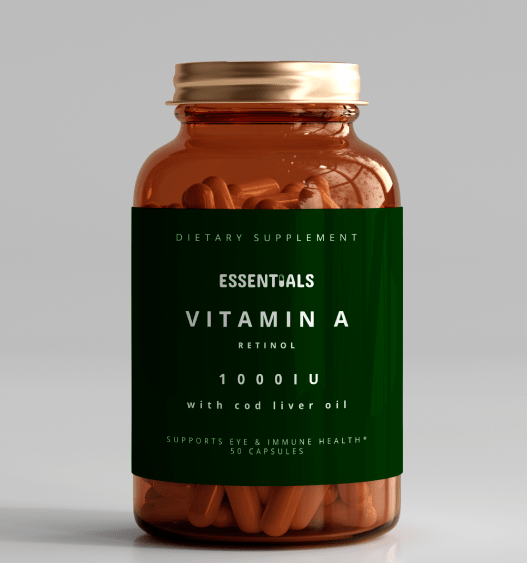 DIETARY SUPPLEMENT
ESSENTIALS
VITAMIN A
RETINOL
1000IU
with cod liver oil
SUPPORTS EYE & IMMUNE HEALTH*
50 CAPSULES